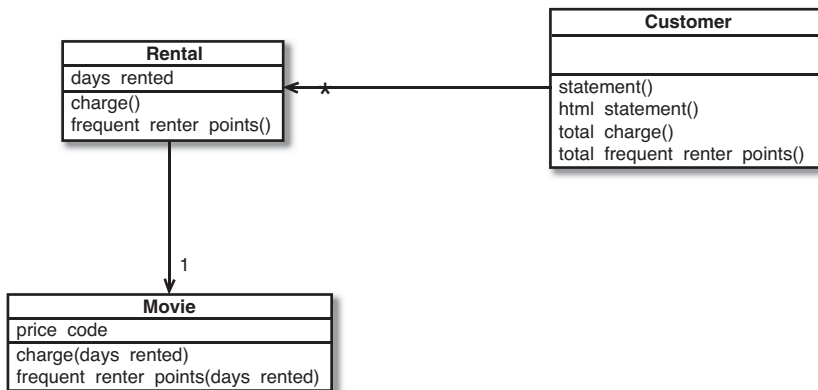 Customer
statement()
html statement()
total charge()
total frequent renter points()
Rental
days rented
charge()
frequent renter points()
*
1
Movie
price code
charge(days rented)
frequent renter points(days rented)